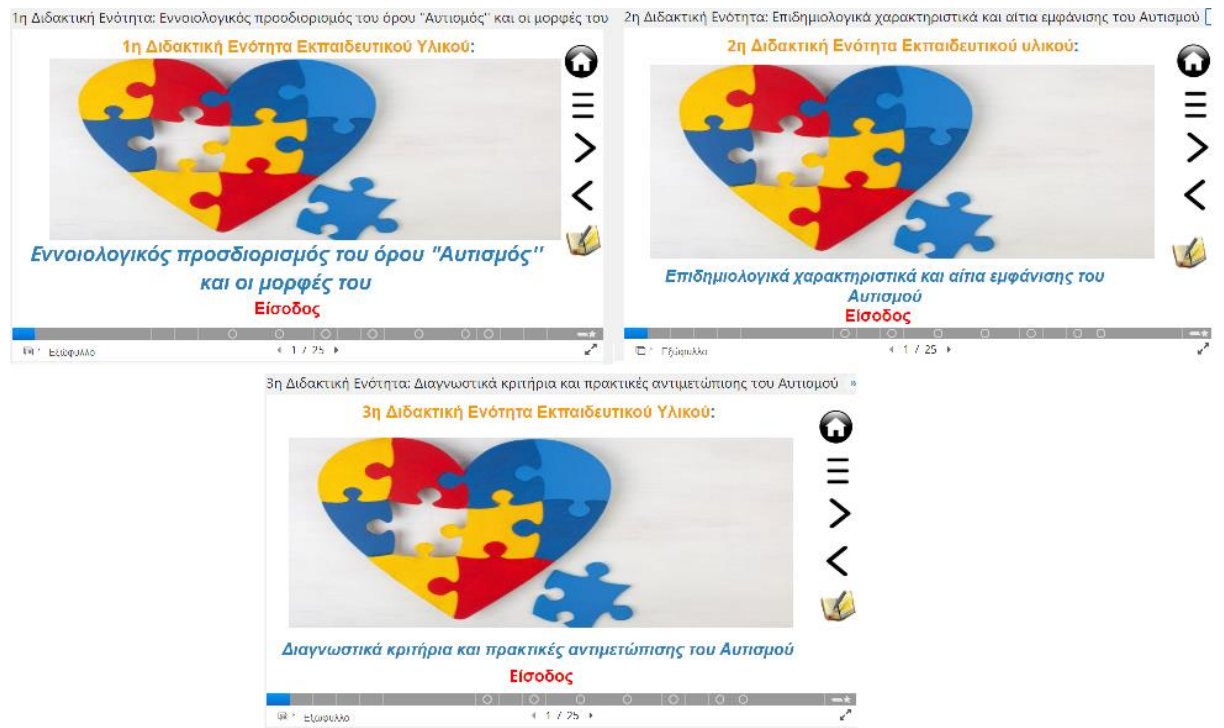 1η Διδακτική Ενότητα: Εννοιολογικός προσδιορισμός του όρου "Αυτισμός" και οι μορφές του
1η Διδακτική Ενότητα Εκπαιδευτικού Υλικού:
Εννοιολογικός προσδιορισμός του όρου "Αυτισμός''
και οι μορφές του
Είσοδος
Εξώφυλλο
1 / 25
2η Διδακτική Ενότητα: Επιδημιολογικά χαρακτηριστικά και αίτια εμφάνισης του Αυτισμού
2η Διδακτική Ενότητα Εκπαιδευτικού υλικού:
Επιδημιολογικά χαρακτηριστικά και αίτια εμφάνισης του
Αυτισμού
Είσοδος
Εξώφυλλο
1 / 25
3η Διδακτική Ενότητα: Διαγνωστικά κριτήρια και πρακτικές αντιμετώπισης του Αυτισμού »
3η Διδακτική Ενότητα Εκπαιδευτικού Υλικού:
Διαγνωστικά κριτήρια και πρακτικές αντιμετώπισης του Αυτισμού
Είσοδος
Εξώφυλλο
1 / 25